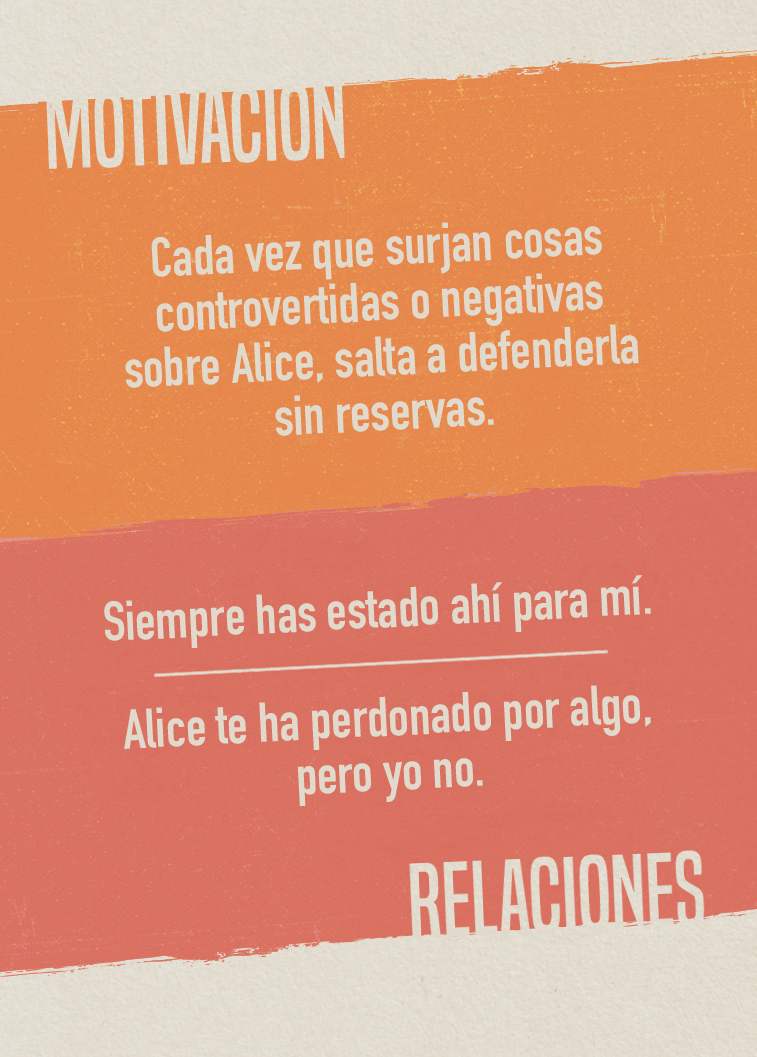 MOTIVACIÓN
Cada vez que surjan cosas
controvertidas o negativas
sobre Alice, salta a defenderla
sin reservas.
Siempre has estado ahí para mí.
Alice te ha perdonado por algo,
pero yo no.
RELACIONES